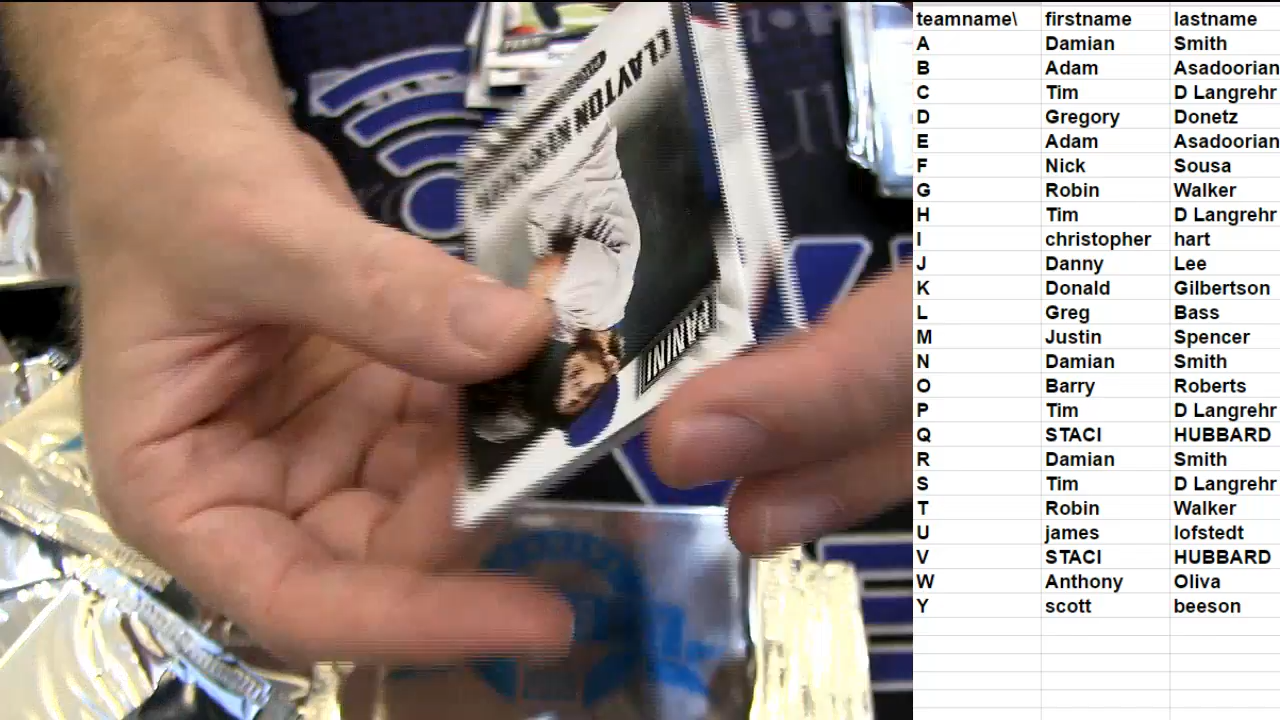 CLAYTON KERSHAW
PANINI
teamname\ firstname lastname
A Damian Smith
B Adam Asadoorian
C Tim D Langrehr
D Gregory Donetz
E Adam Asadoorian
F Nick Sousa
G Robin Walker
H Tim D Langrehr
I christopher hart
J Danny Lee
K Donald Gilbertson
L Greg Bass
M Justin Spencer
N Damian Smith
O Barry Roberts
P Tim D Langrehr
Q STACI HUBBARD
R Damian Smith
S Tim D Langrehr
T Robin Walker
U james lofstedt
V STACI HUBBARD
W Anthony Oliva
Y scott beeson